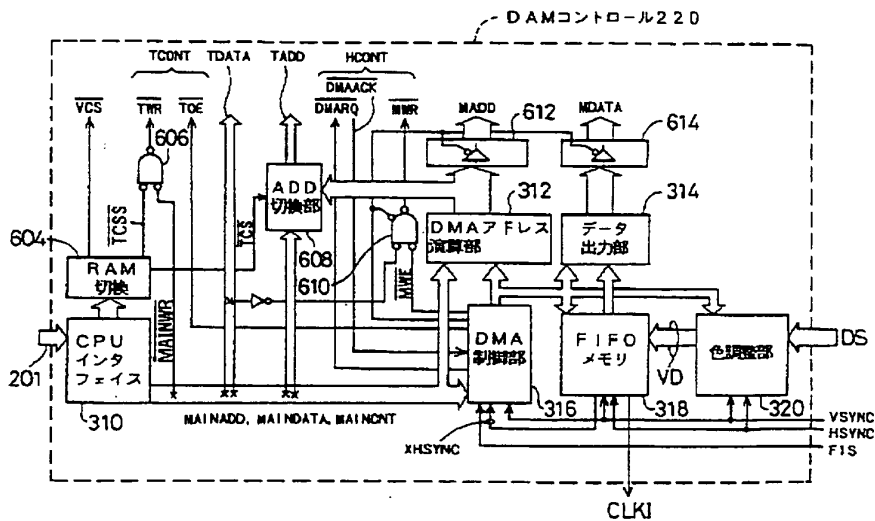 DAMコントロール220
TCONT
TDATA
TADD
HCONT
DMAACK
VCS
TWR
TOE
DMARQ
MWR
MADD
612
MDATA
614
606
ADD
切換部
608
312
DMAアドレス
演算部
314
データ
出力部
TCSS
TCS
604
RAM
切換
610
MWE
MAINWR
201
CPU
インタ
フェイス
310
DMA
制御部
316
FIFO
メモリ
318
VD
色調整部
320
DS
MAINADD, MAINDATA, MAINCNT
XHSYNC
VSYNC
HSYNC
FIS
CLKI